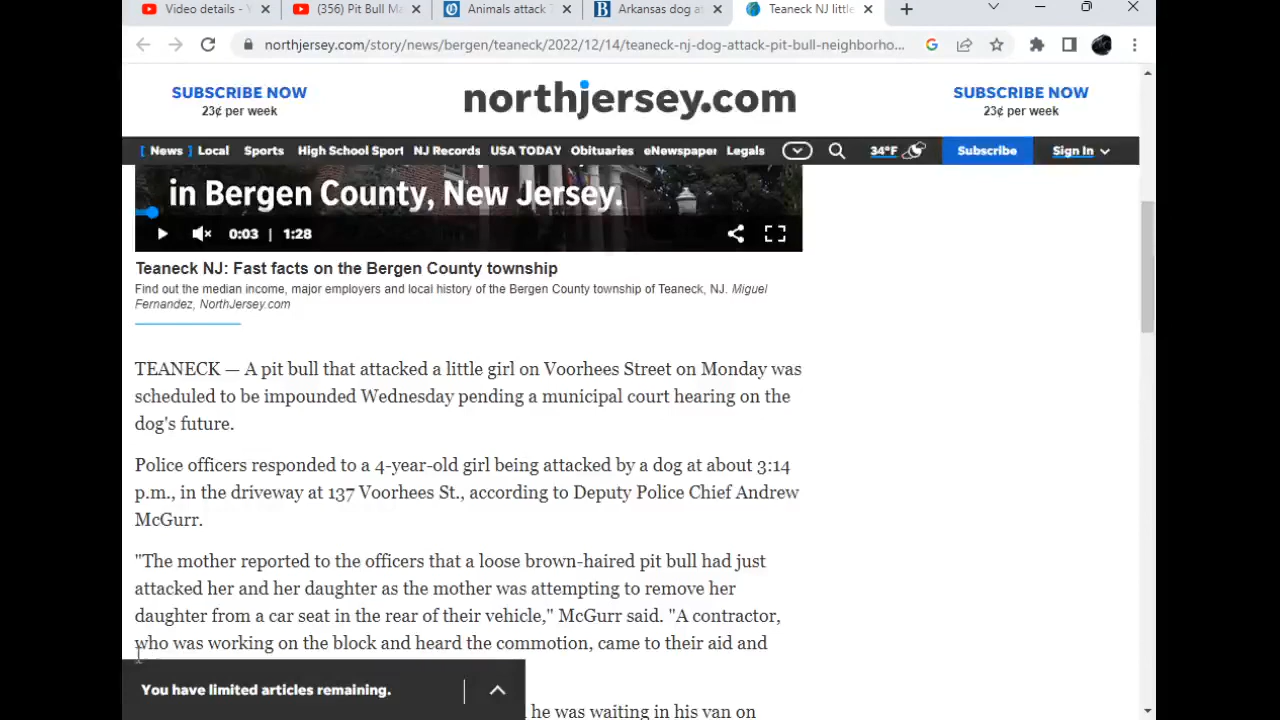 Video details - Y
(356) Pit Bull Ma
Animals attack
Arkansas dog a
Teaneck NJ little
northjersey.com/story/news/bergen/teaneck/2022/12/14/teaneck-nj-dog-attack-pit-bull-neighborho...
SUBSCRIBE NOW
23¢ per week
northjersey.com
SUBSCRIBE NOW
23¢ per week
[ News ] Local Sports High School Sport NJ Records USA TODAY Obituaries eNewspaper Legals 34°F Subscribe Sign In
in Bergen County, New Jersey.
0:03 | 1:28
Teaneck NJ: Fast facts on the Bergen County township
Find out the median income, major employers and local history of the Bergen County township of Teaneck, NJ. Miguel
Fernandez, NorthJersey.com
TEANECK — A pit bull that attacked a little girl on Voorhees Street on Monday was
scheduled to be impounded Wednesday pending a municipal court hearing on the
dog's future.
Police officers responded to a 4-year-old girl being attacked by a dog at about 3:14
p.m., in the driveway at 137 Voorhees St., according to Deputy Police Chief Andrew
McGurr.
"The mother reported to the officers that a loose brown-haired pit bull had just
attacked her and her daughter as the mother was attempting to remove her
daughter from a car seat in the rear of their vehicle," McGurr said. "A contractor,
who was working on the block and heard the commotion, came to their aid and
You have limited articles remaining.
he was waiting in his van on